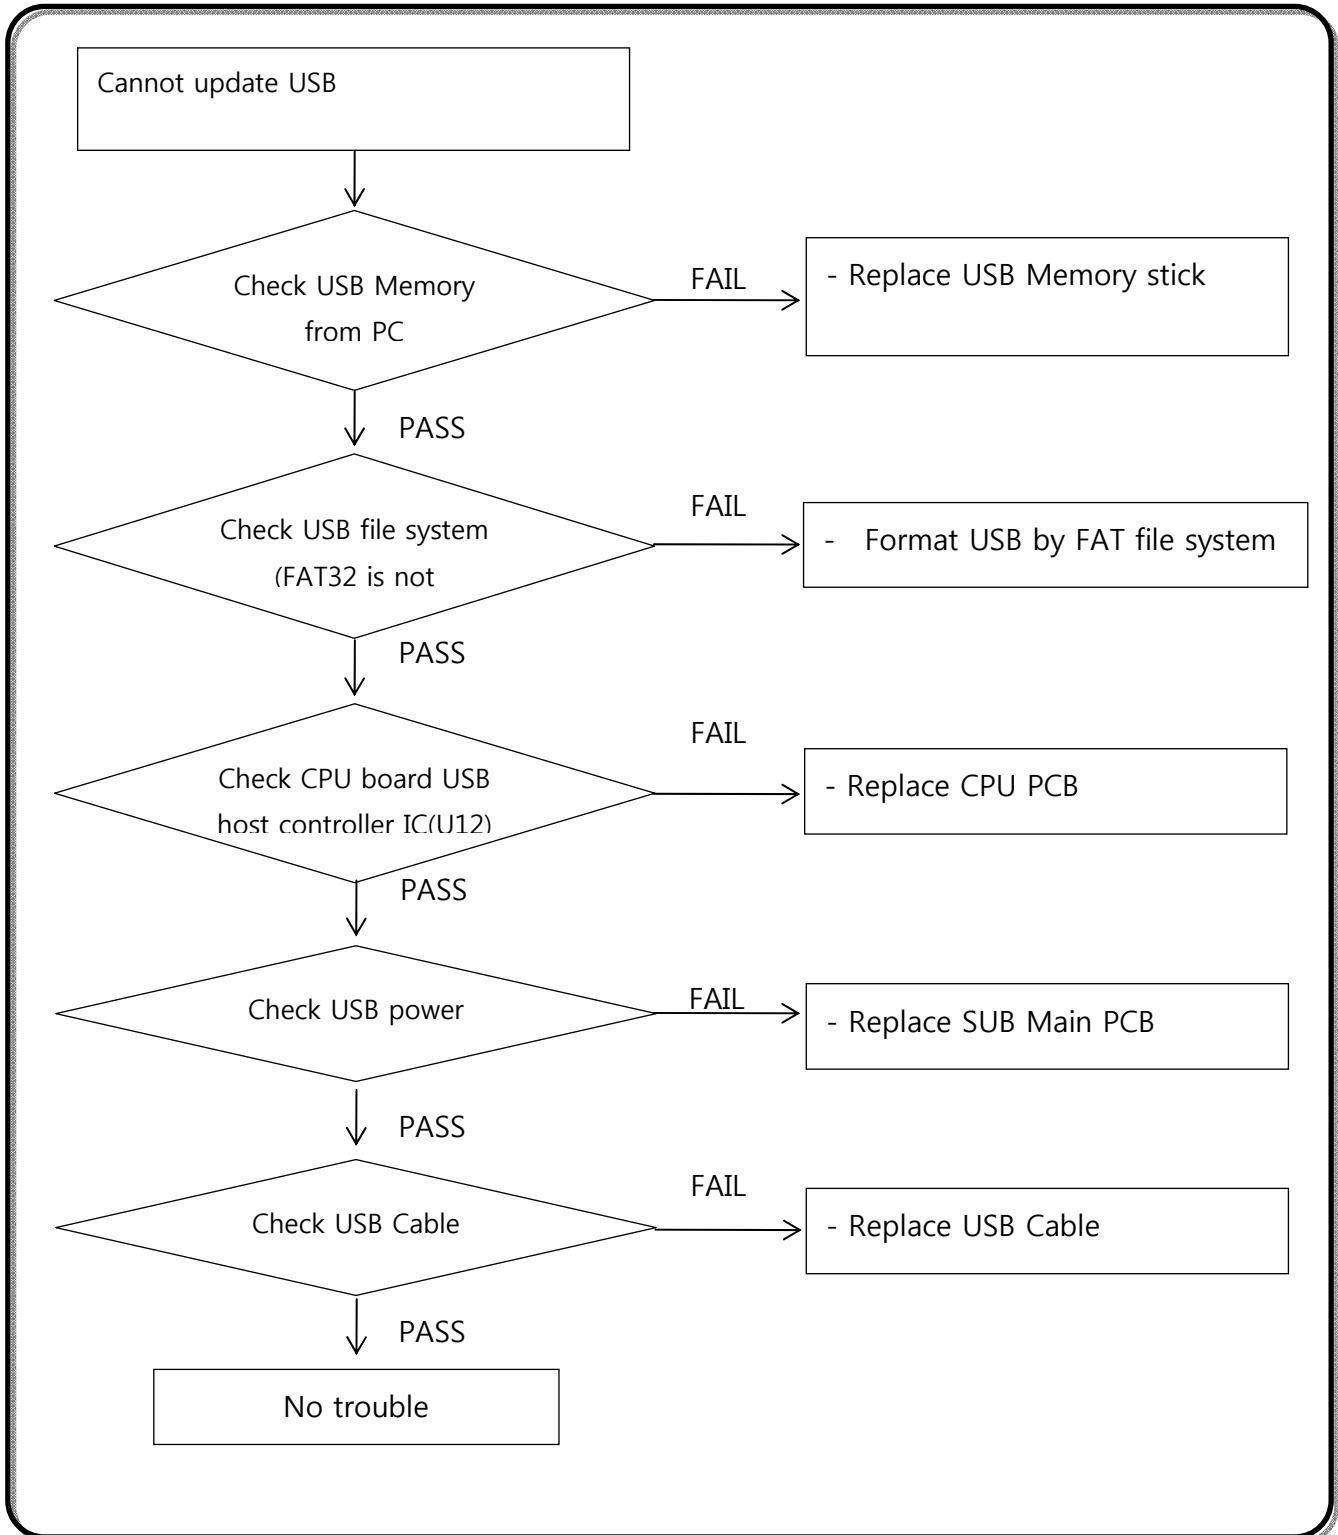 Cannot update USB
Check USB Memory
from PC
FAIL
- Replace USB Memory stick
PASS
Check USB file system
(FAT32 is not
FAIL
- Format USB by FAT file system
PASS
Check CPU board USB
host controller IC(U12)
FAIL
- Replace CPU PCB
PASS
Check USB power
FAIL
- Replace SUB Main PCB
PASS
Check USB Cable
FAIL
- Replace USB Cable
PASS
No trouble